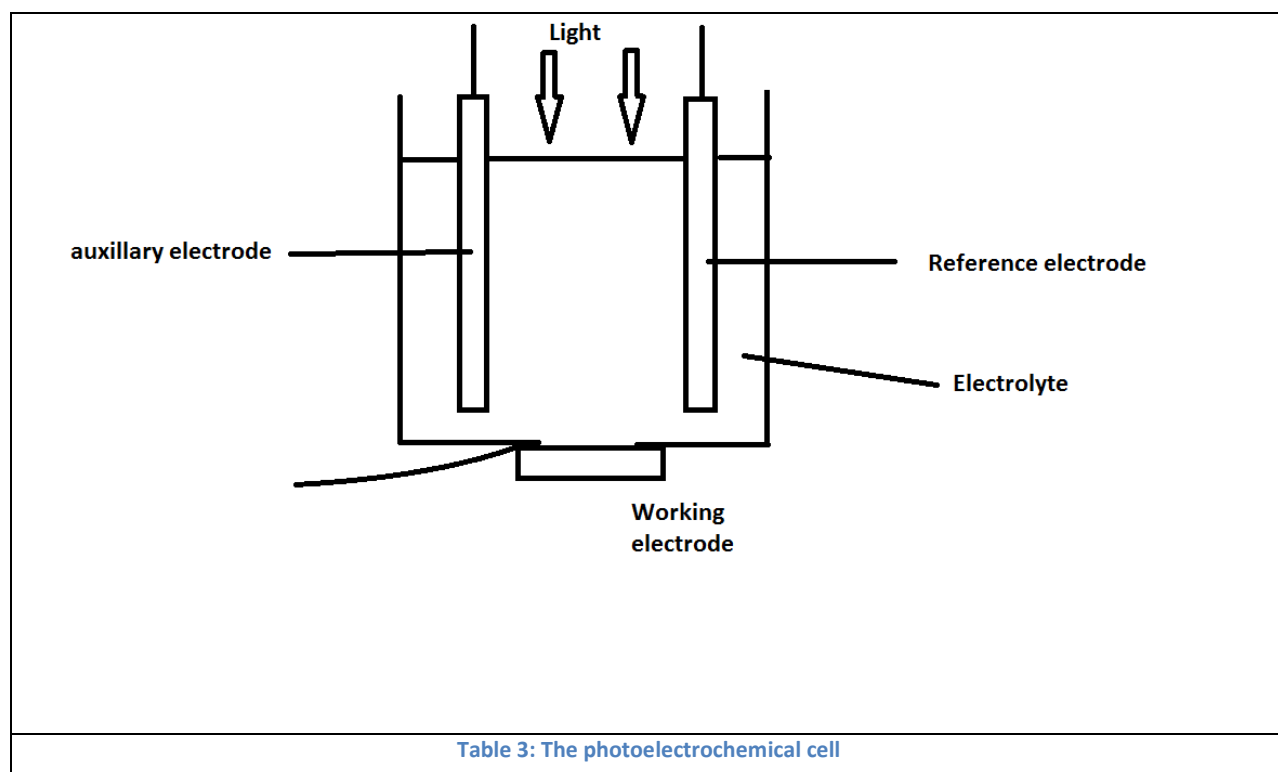 Light
auxillary electrode
Reference electrode
Electrolyte
Working
electrode
Table 3: The photoelectrochemical cell